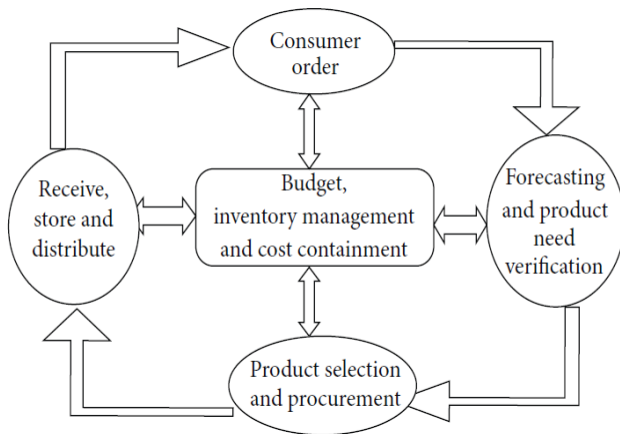 Consumer
order
Receive,
store and
distribute
Budget,
inventory management
and cost containment
Forecasting
and product
need
verification
Product selection
and procurement